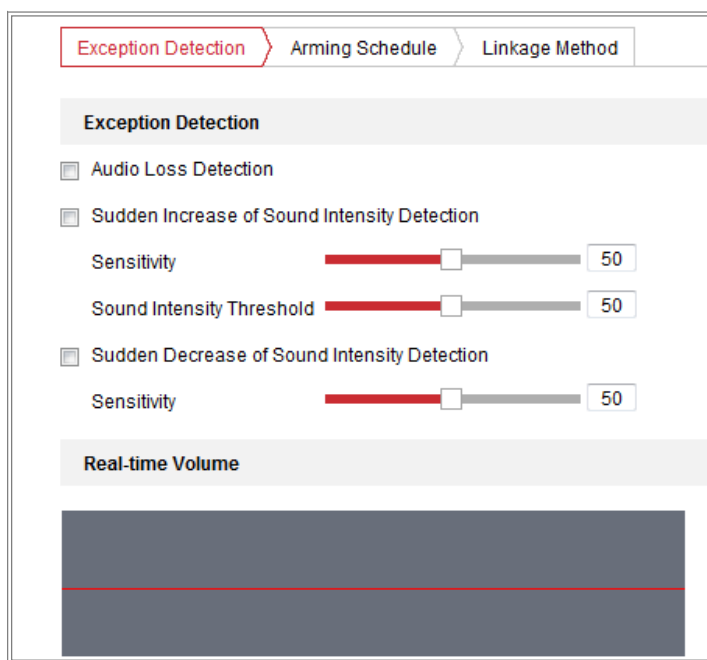 Exception Detection Arming Schedule Linkage Method
Exception Detection
Audio Loss Detection
Sudden Increase of Sound Intensity Detection
Sensitivity 50
Sound Intensity Threshold 50
Sudden Decrease of Sound Intensity Detection
Sensitivity 50
Real-time Volume